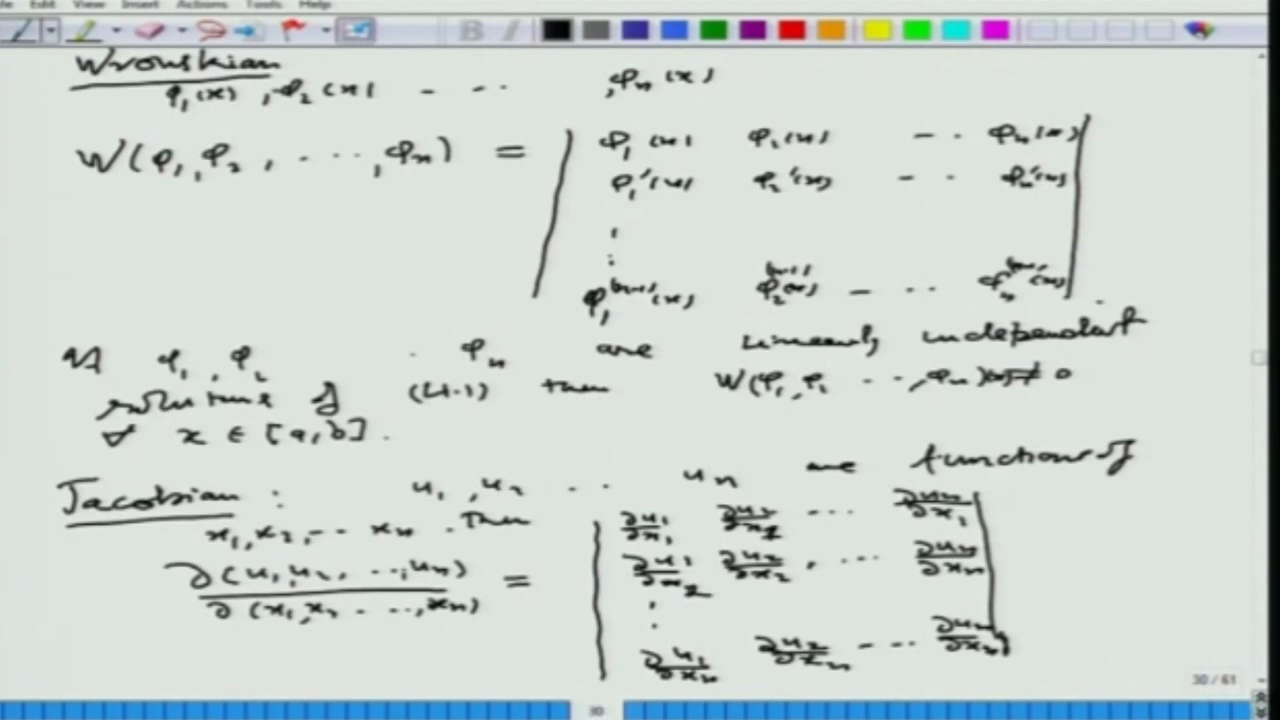 Edit View Insert Actions Tools Help
Wronskian
φ₁(x), φ₂(x) - - ... , φₙ(x)
W(φ₁, φ₂, ..., φₙ) = | φ₁(x) φ₂(x) - .. φₙ(x) |
φ₁'(x) φ₂'(x) - - . φₙ'(x)
φ₁⁽ⁿ⁻¹⁾(x) φ₂⁽ⁿ⁻¹⁾(x) - .. φₙ⁽ⁿ⁻¹⁾(x)
If φ₁, φ₂ . φₙ are linearly independent
solutions of (LH-1) then W(φ₁, φ₂ ..., φₙ)(x) ≠ 0
∀ x ∈ [a, b].
Jacobian : u₁, u₂ ... uₙ are functions of
x₁, x₂, ... xₙ. Then
∂(u₁, u₂, ..., uₙ) / ∂(x₁, x₂ ..., xₙ) = | ∂u₁/∂x₁ ∂u₂/∂x₁ ... ∂uₙ/∂x₁ |
∂u₁/∂x₂ ∂u₂/∂x₂ , ... ∂uₙ/∂xₙ
∂u₁/∂xₙ ∂u₂/∂xₙ - ... ∂uₙ/∂xₙ
30 / 61
30